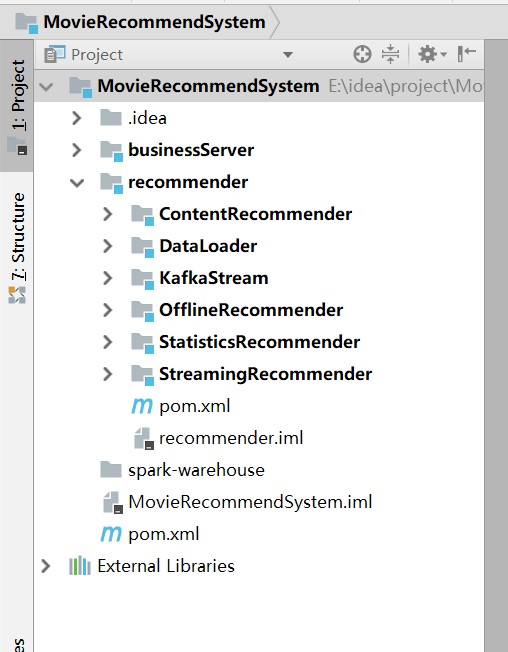 MovieRecommendSystem
Project
1: Project
7: Structure
MovieRecommendSystem E:\idea\project\Mo
.idea
businessServer
recommender
ContentRecommender
DataLoader
KafkaStream
OfflineRecommender
StatisticsRecommender
StreamingRecommender
m pom.xml
recommender.iml
spark-warehouse
MovieRecommendSystem.iml
m pom.xml
External Libraries
es